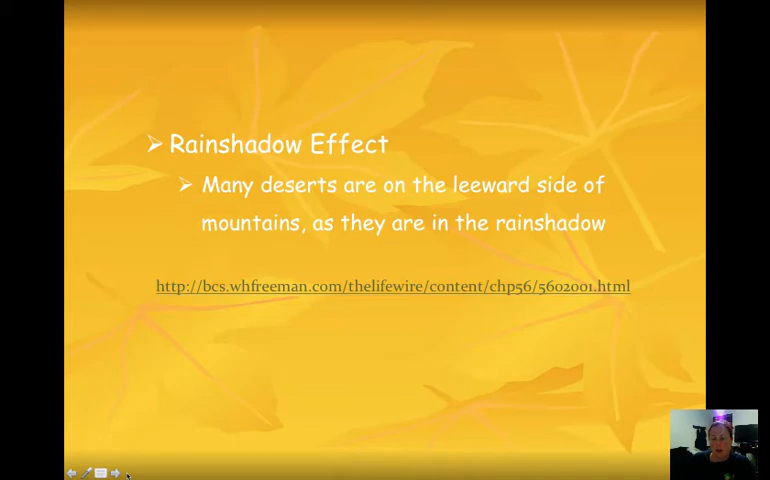 Rainshadow Effect
Many deserts are on the leeward side of
mountains, as they are in the rainshadow
http://bcs.whfreeman.com/thelifewire/content/chp56/5602001.html